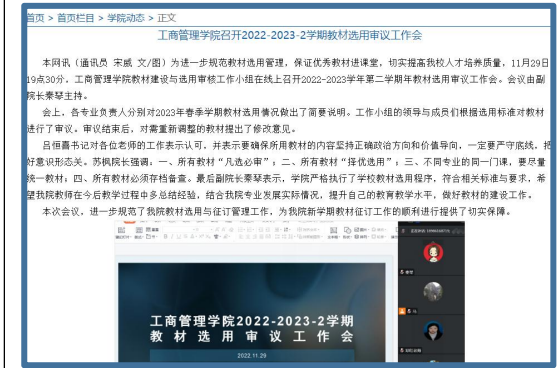 首页 > 首页栏目 > 学院动态 > 正文
工商管理学院召开2022-2023-2学期教材选用审议工作会
本网讯（通讯员 宋威 文/图）为进一步规范教材选用管理，保证优秀教材进课堂，切实提高我校人才培养质量，11月29日
19点30分，工商管理学院教材建设与选用审核工作小组在线上召开2022-2023学年第二学期年教材选用审议工作会。会议由副
院长秦琴主持。
会上，各专业负责人分别对2023年春季学期教材选用情况做出了简要说明。工作小组的领导与成员们根据选用标准对教材
进行了审议。审议结束后，对需重新调整的教材提出了修改意见。
吕恒嘉书记对各位老师的工作表示认可，并表示要确保所用教材的内容坚持正确政治方向和价值导向，一定要严守底线，把
好意识形态关。苏枫院长强调，一、所有教材“凡选必审”；二、所有教材“择优选用”；三、不同专业的同一门课，要尽量
统一教材；四、所有教材必须存档备查。最后副院长秦琴表示，学院严格执行了学校教材选用程序，符合相关标准与要求，希
望我院教师在今后教学过程中多总结经验，结合我院专业发展实际情况，提升自己的教育教学水平，做好教材的建设工作。
本次会议，进一步规范了我院教材选用与征订管理工作，为我院新学期教材征订工作的顺利进行提供了切实保障。
工商管理学院2022-2023-2学期
教材选用审议工作会
2022.11.29